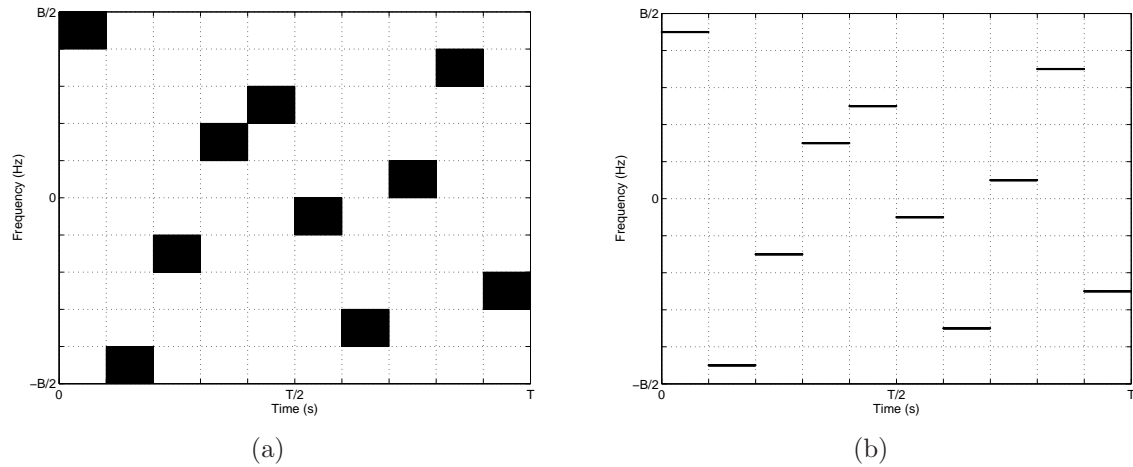 B/2
Frequency (Hz)
0
−B/2
0
T/2
T
Time (s)
(a)
B/2
Frequency (Hz)
0
−B/2
0
T/2
T
Time (s)
(b)